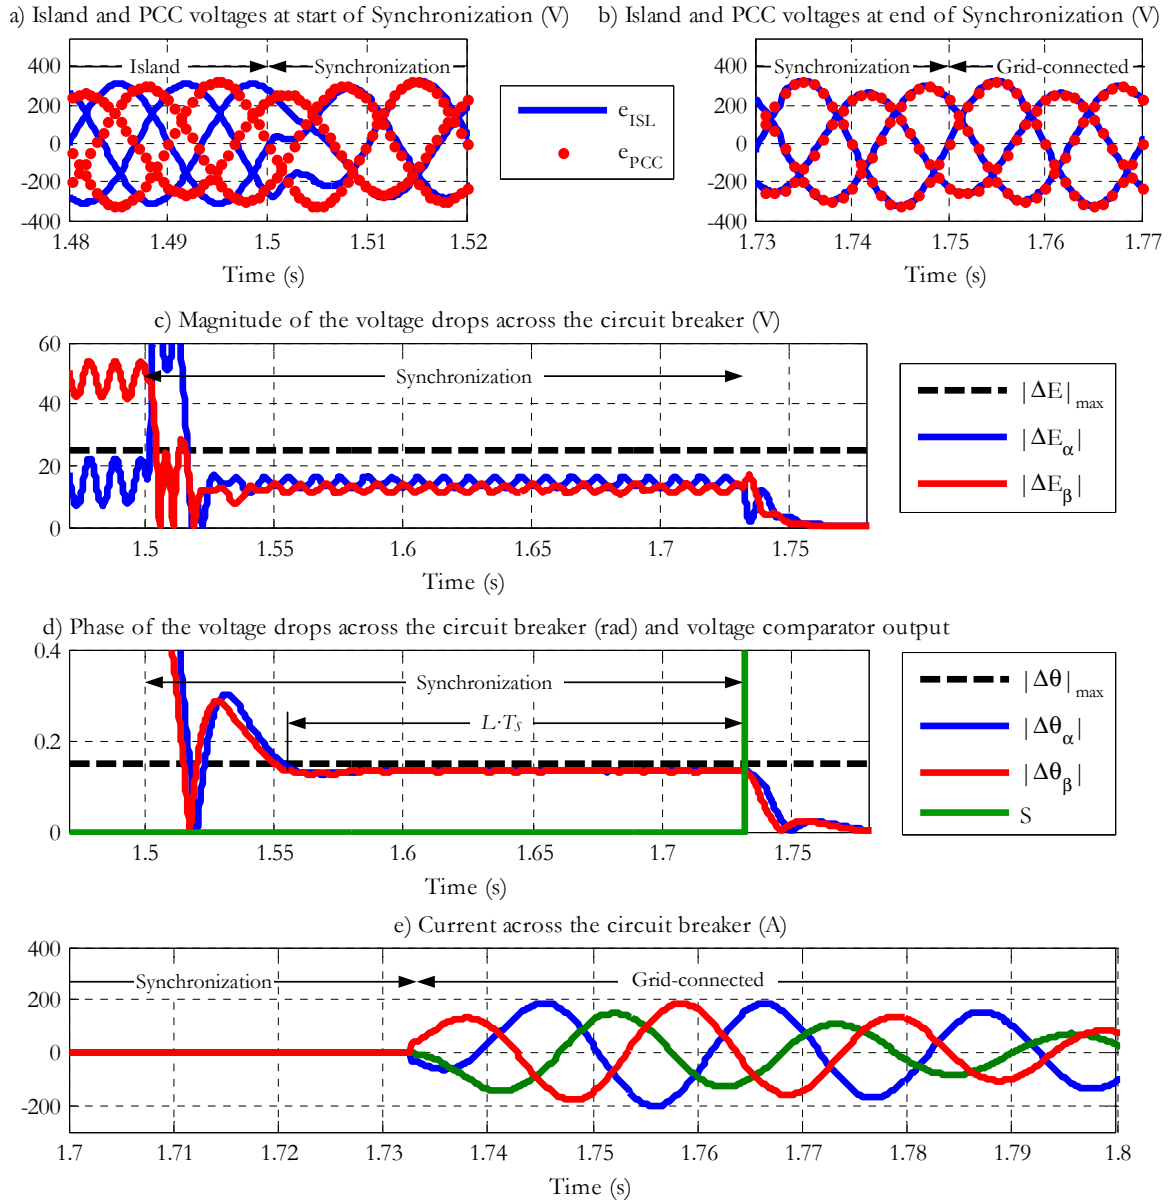 a) Island and PCC voltages at start of Synchronization (V)
b) Island and PCC voltages at end of Synchronization (V)
400
200
0
-200
-400
Island
Synchronization
1.48
1.49
1.5
1.51
1.52
Time (s)
eISL
ePCC
400
200
0
-200
-400
Synchronization
Grid-connected
1.73
1.74
1.75
1.76
1.77
Time (s)
c) Magnitude of the voltage drops across the circuit breaker (V)
60
40
20
0
Synchronization
1.5
1.55
1.6
1.65
1.7
1.75
Time (s)
|ΔE|max
|ΔEα|
|ΔEβ|
d) Phase of the voltage drops across the circuit breaker (rad) and voltage comparator output
0.4
0.2
0
Synchronization
L·TS
1.5
1.55
1.6
1.65
1.7
1.75
Time (s)
|Δθ|max
|Δθα|
|Δθβ|
S
e) Current across the circuit breaker (A)
400
200
0
-200
Synchronization
Grid-connected
1.7
1.71
1.72
1.73
1.74
1.75
1.76
1.77
1.78
1.79
1.8
Time (s)